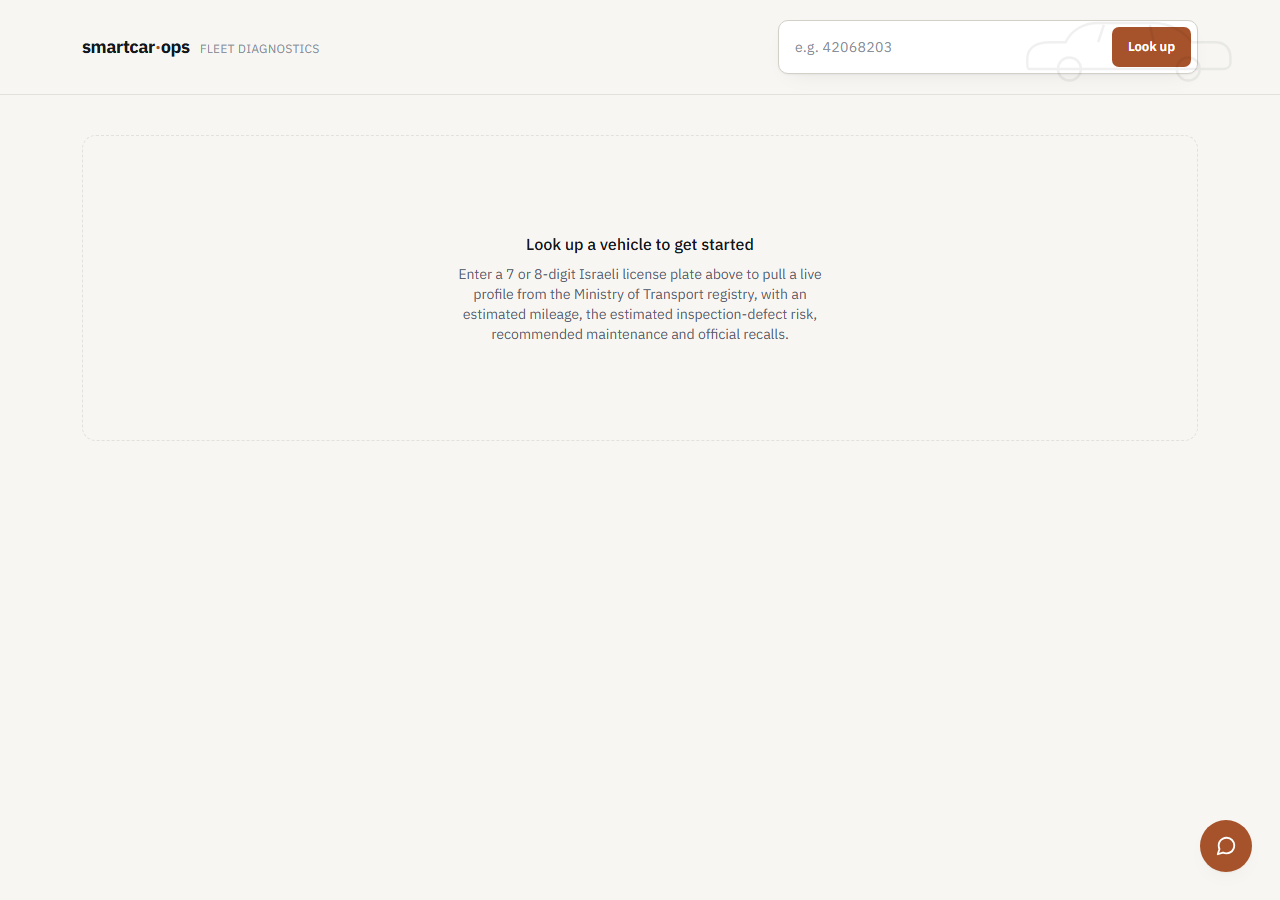 smartcar·ops FLEET DIAGNOSTICS
e.g. 42068203
Look up
Look up a vehicle to get started
Enter a 7 or 8-digit Israeli license plate above to pull a live
profile from the Ministry of Transport registry, with an
estimated mileage, the estimated inspection-defect risk,
recommended maintenance and official recalls.